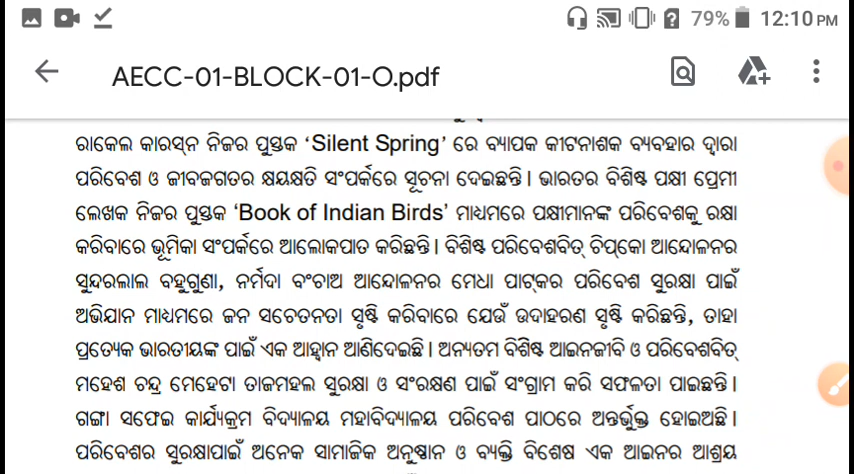 79% 12:10 PM
AECC-01-BLOCK-01-O.pdf
ରାକେଲ କାରସ୍‌ନ ନିଜର ପୁସ୍ତକ ‘Silent Spring’ ରେ ବ୍ୟାପକ କୀଟନାଶକ ବ୍ୟବହାର ଦ୍ୱାରା
ପରିବେଶ ଓ ଜୀବଜଗତର କ୍ଷୟକ୍ଷତି ସଂପର୍କରେ ସୂଚନା ଦେଇଛନ୍ତି । ଭାରତର ବିଶିଷ୍ଟ ପକ୍ଷୀ ପ୍ରେମୀ
ଲେଖକ ନିଜର ପୁସ୍ତକ ‘Book of Indian Birds’ ମାଧ୍ୟମରେ ପକ୍ଷୀମାନଙ୍କ ପରିବେଶକୁ ରକ୍ଷା
କରିବାରେ ଭୂମିକା ସଂପର୍କରେ ଆଲୋକପାତ କରିଛନ୍ତି । ବିଶିଷ୍ଟ ପରିବେଶବିତ୍ ଚିପ୍‌କୋ ଆନ୍ଦୋଳନର
ସୁନ୍ଦରଲାଲ ବହୁଗୁଣା, ନର୍ମଦା ବଂଚାଅ ଆନ୍ଦୋଳନର ମେଧା ପାଟ୍‌କର ପରିବେଶ ସୁରକ୍ଷା ପାଇଁ
ଅଭିଯାନ ମାଧ୍ୟମରେ ଜନ ସଚେତନତା ସୃଷ୍ଟି କରିବାରେ ଯେଉଁ ଉଦାହରଣ ସୃଷ୍ଟି କରିଛନ୍ତି, ତାହା
ପ୍ରତ୍ୟେକ ଭାରତୀୟଙ୍କ ପାଇଁ ଏକ ଆହ୍ୱାନ ଆଣିଦେଇଛି । ଅନ୍ୟତମ ବିଶିଷ୍ଟ ଆଇନଜୀବି ଓ ପରିବେଶବିତ୍
ମହେଶ ଚନ୍ଦ୍ର ମେହେଟା ତାଜମହଲ ସୁରକ୍ଷା ଓ ସଂରକ୍ଷଣ ପାଇଁ ସଂଗ୍ରାମ କରି ସଫଳତା ପାଇଛନ୍ତି ।
ଗଙ୍ଗା ସଫେଇ କାର୍ଯ୍ୟକ୍ରମ ବିଦ୍ୟାଳୟ ମହାବିଦ୍ୟାଳୟ ପରିବେଶ ପାଠରେ ଅନ୍ତର୍ଭୁକ୍ତ ହୋଇଅଛି ।
ପରିବେଶର ସୁରକ୍ଷାପାଇଁ ଅନେକ ସାମାଜିକ ଅନୁଷ୍ଠାନ ଓ ବ୍ୟକ୍ତି ବିଶେଷ ଏକ ଆଇନର ଆଶ୍ରୟ